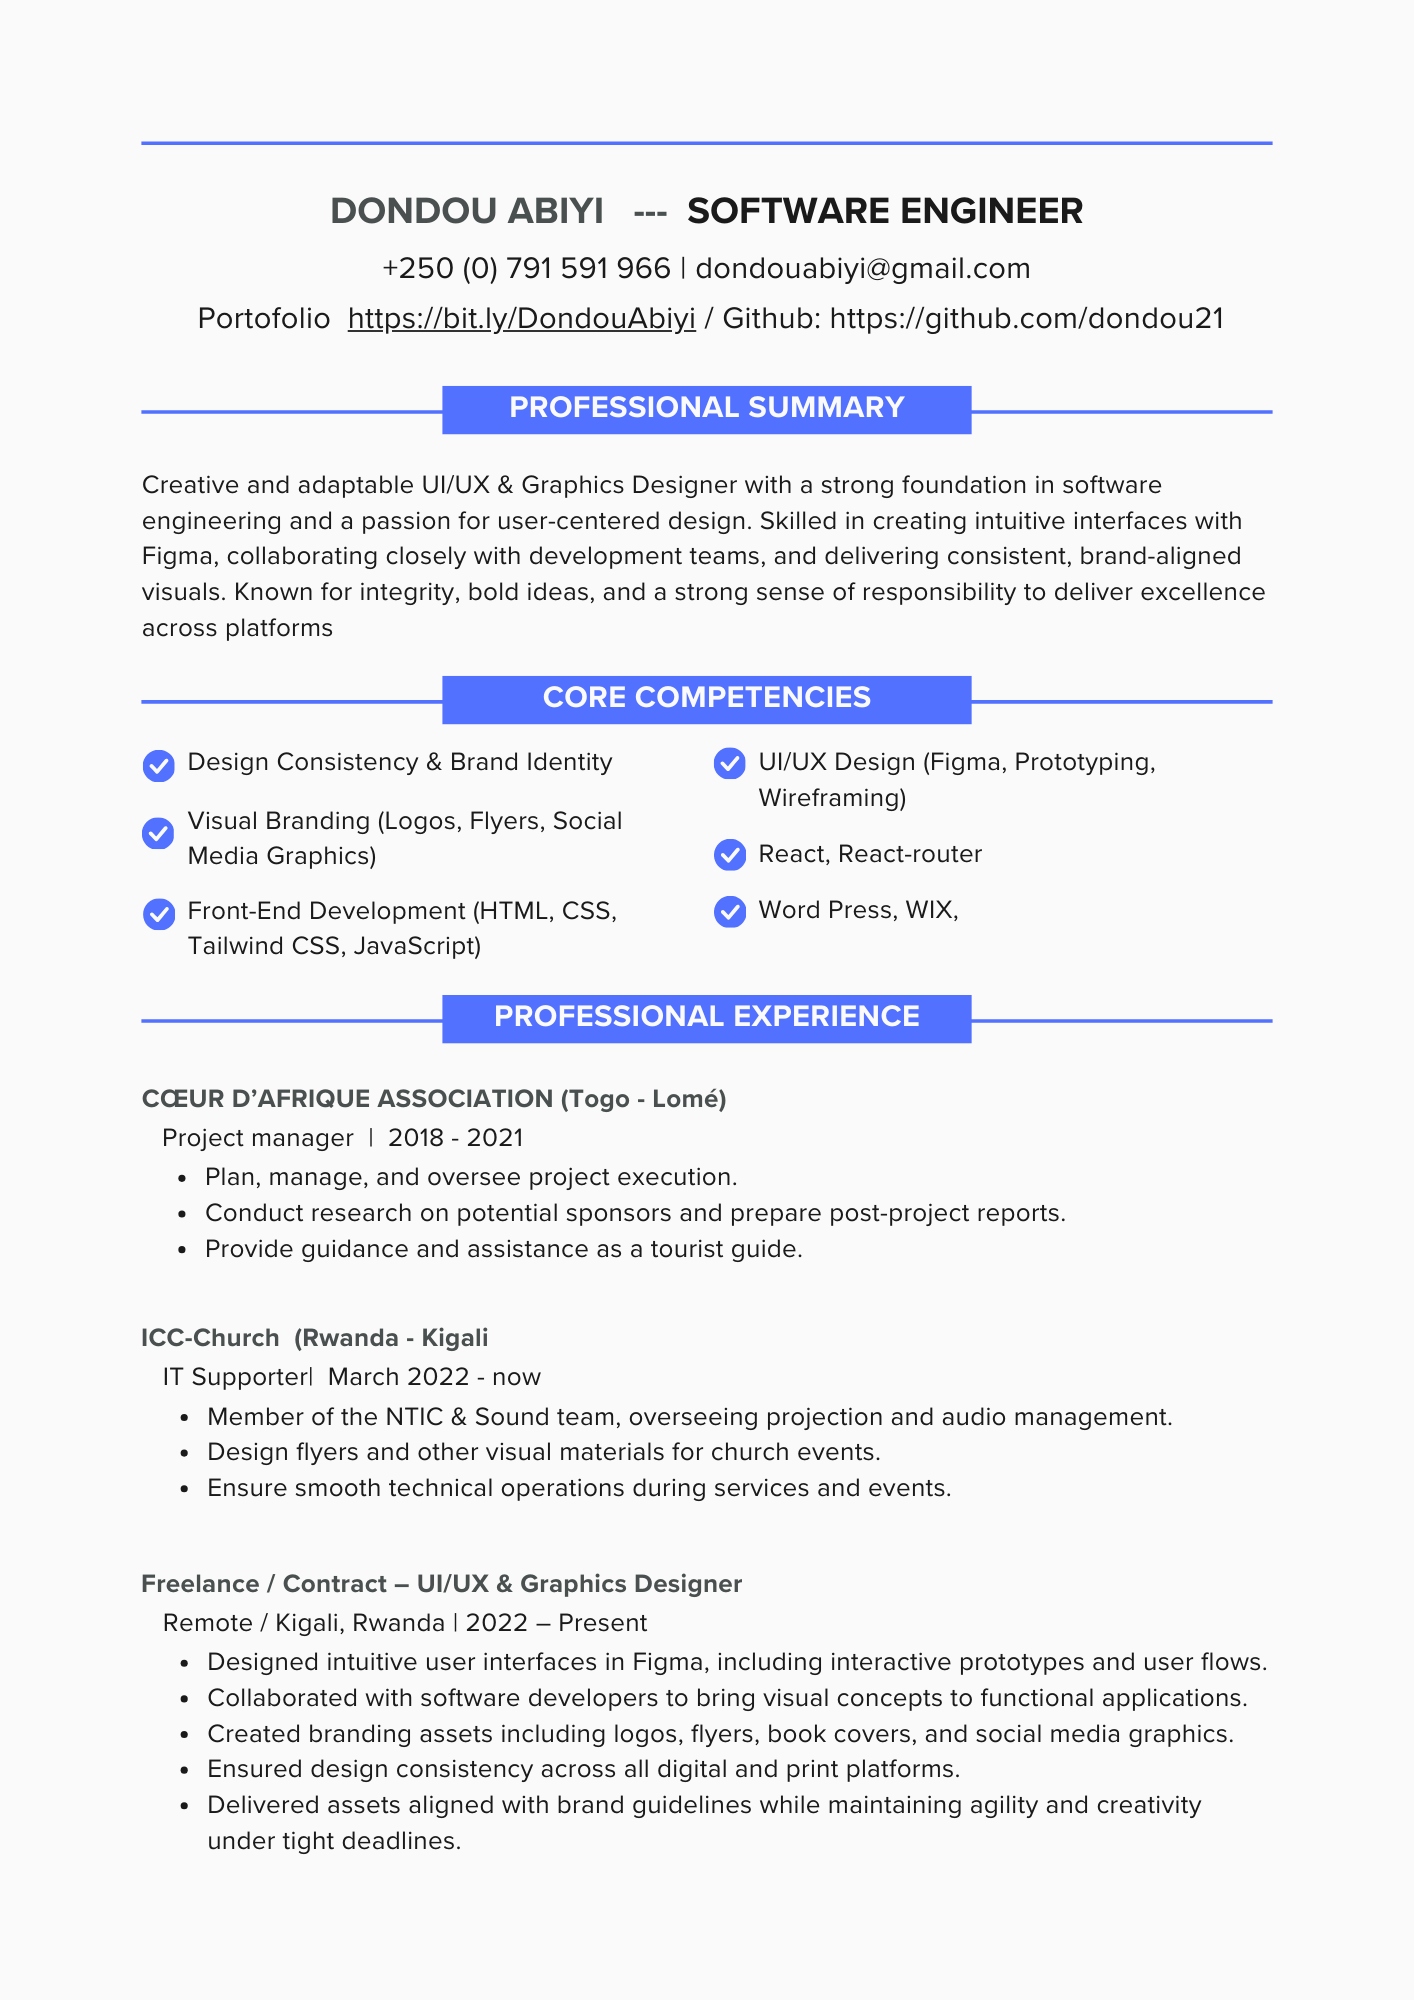 DONDOU ABIYI --- SOFTWARE ENGINEER
+250 (0) 791 591 966 | dondouabiyi@gmail.com
Portofolio https://bit.ly/DondouAbiyi / Github: https://github.com/dondou21
PROFESSIONAL SUMMARY
Creative and adaptable UI/UX & Graphics Designer with a strong foundation in software
engineering and a passion for user-centered design. Skilled in creating intuitive interfaces with
Figma, collaborating closely with development teams, and delivering consistent, brand-aligned
visuals. Known for integrity, bold ideas, and a strong sense of responsibility to deliver excellence
across platforms
CORE COMPETENCIES
Design Consistency & Brand Identity
Visual Branding (Logos, Flyers, Social
Media Graphics)
Front-End Development (HTML, CSS,
Tailwind CSS, JavaScript)
UI/UX Design (Figma, Prototyping,
Wireframing)
React, React-router
Word Press, WIX,
PROFESSIONAL EXPERIENCE
CŒUR D’AFRIQUE ASSOCIATION (Togo - Lomé)
Project manager | 2018 - 2021
• Plan, manage, and oversee project execution.
• Conduct research on potential sponsors and prepare post-project reports.
• Provide guidance and assistance as a tourist guide.
ICC-Church (Rwanda - Kigali
IT Supporter| March 2022 - now
• Member of the NTIC & Sound team, overseeing projection and audio management.
• Design flyers and other visual materials for church events.
• Ensure smooth technical operations during services and events.
Freelance / Contract – UI/UX & Graphics Designer
Remote / Kigali, Rwanda | 2022 – Present
• Designed intuitive user interfaces in Figma, including interactive prototypes and user flows.
• Collaborated with software developers to bring visual concepts to functional applications.
• Created branding assets including logos, flyers, book covers, and social media graphics.
• Ensured design consistency across all digital and print platforms.
• Delivered assets aligned with brand guidelines while maintaining agility and creativity
under tight deadlines.